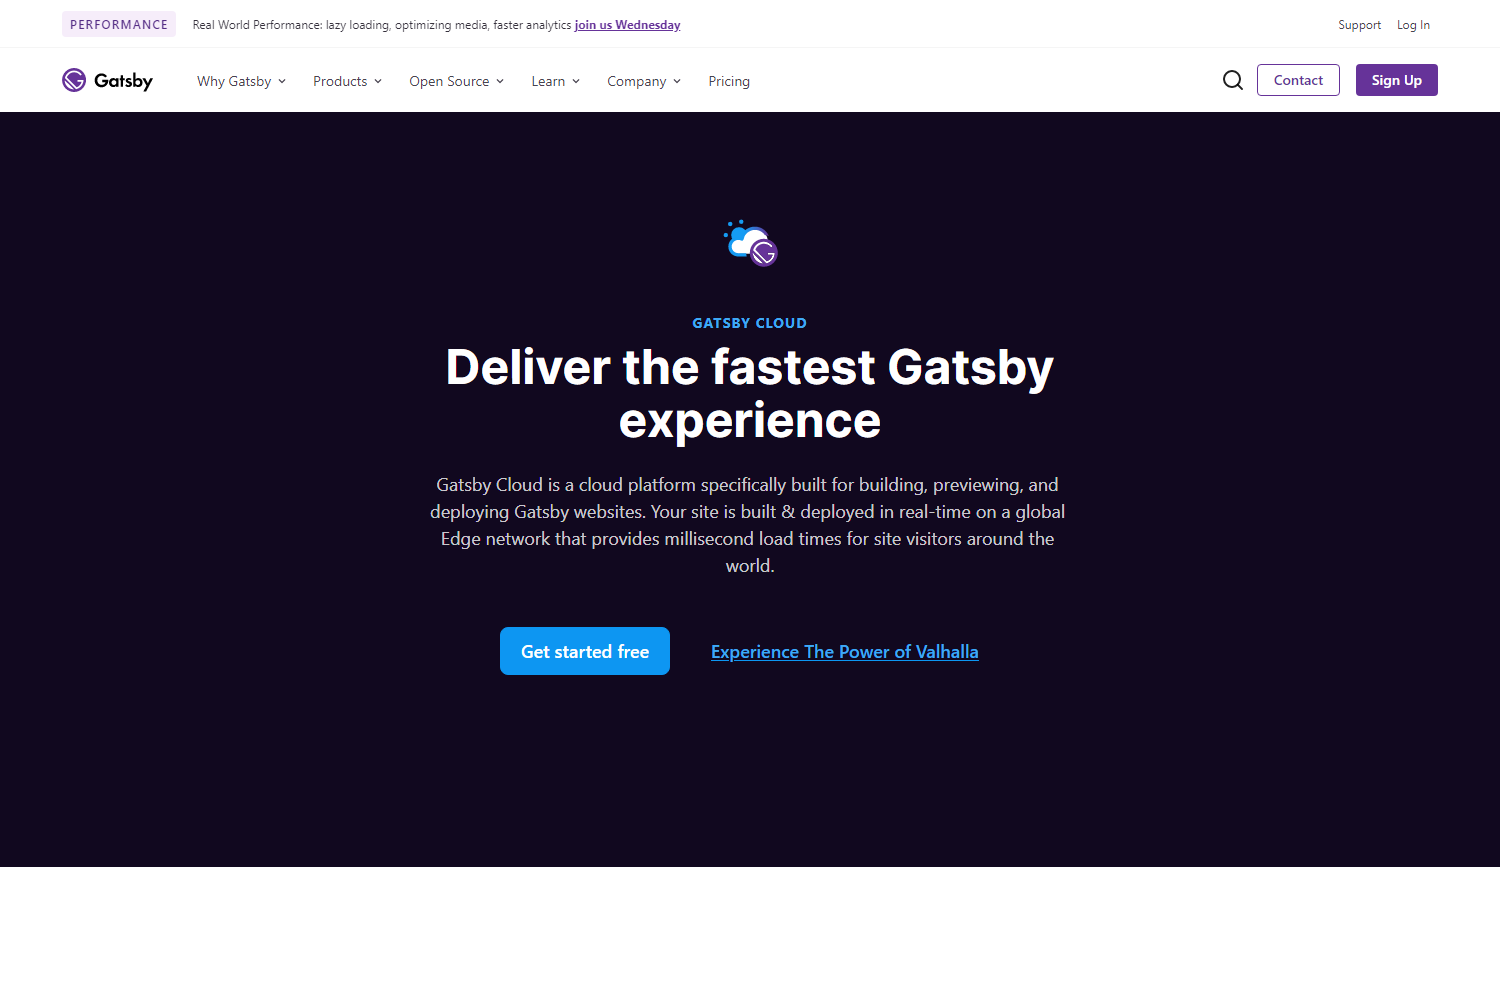 PERFORMANCE
Real World Performance: lazy loading, optimizing media, faster analytics join us Wednesday
Support
Log In
Gatsby
Why Gatsby
Products
Open Source
Learn
Company
Pricing
Contact
Sign Up
GATSBY CLOUD
Deliver the fastest Gatsby
experience
Gatsby Cloud is a cloud platform specifically built for building, previewing, and
deploying Gatsby websites. Your site is built & deployed in real-time on a global
Edge network that provides millisecond load times for site visitors around the
world.
Get started free
Experience The Power of Valhalla